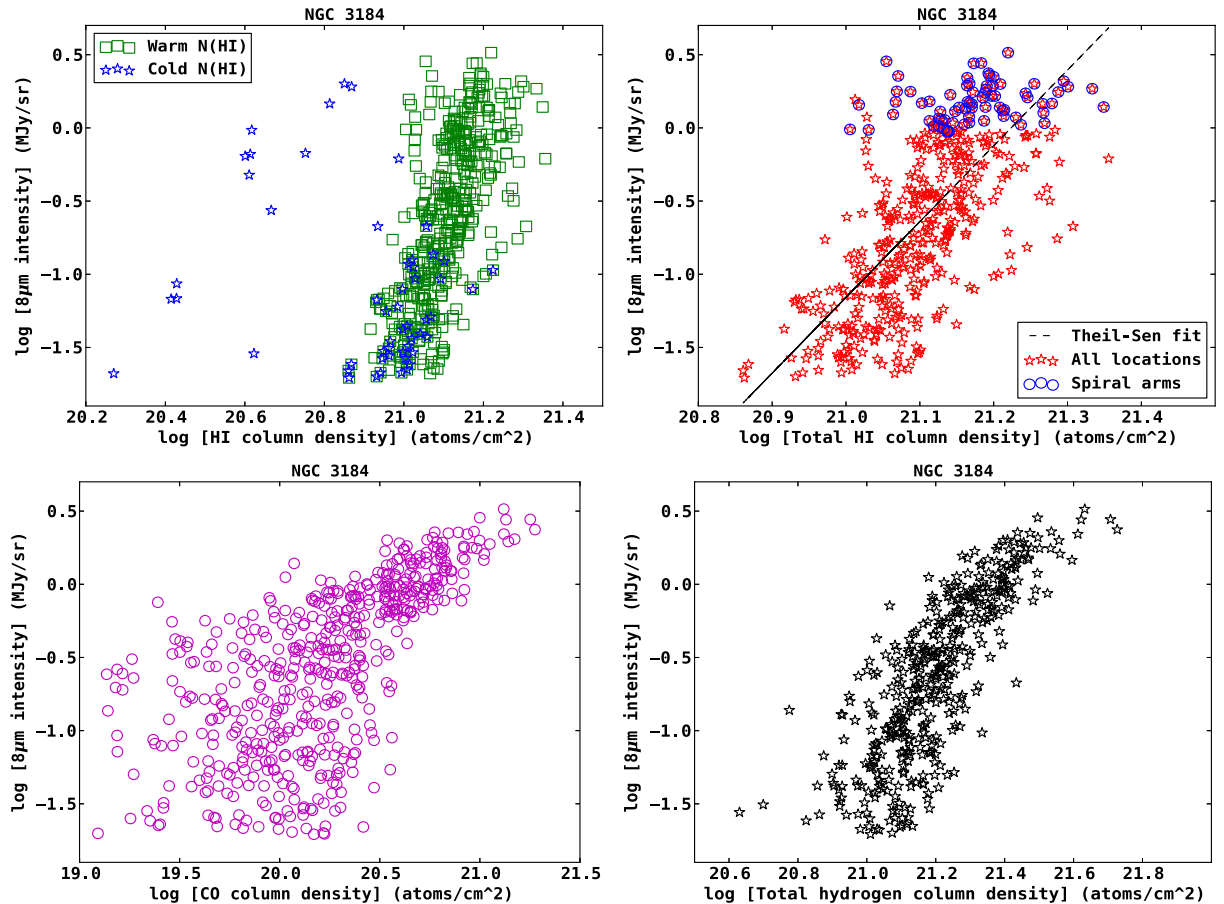 NGC 3184
Warm N(HI)
Cold N(HI)
0.5
0.0
−0.5
−1.0
−1.5
log [8μm intensity] (MJy/sr)
20.2 20.4 20.6 20.8 21.0 21.2 21.4
log [HI column density] (atoms/cm^2)
NGC 3184
0.5
0.0
−0.5
−1.0
−1.5
log [8μm intensity] (MJy/sr)
Theil-Sen fit
All locations
Spiral arms
20.8 20.9 21.0 21.1 21.2 21.3 21.4
log [Total HI column density] (atoms/cm^2)
NGC 3184
0.5
0.0
−0.5
−1.0
−1.5
log [8μm intensity] (MJy/sr)
19.0 19.5 20.0 20.5 21.0 21.5
log [CO column density] (atoms/cm^2)
NGC 3184
0.5
0.0
−0.5
−1.0
−1.5
log [8μm intensity] (MJy/sr)
20.6 20.8 21.0 21.2 21.4 21.6 21.8
log [Total hydrogen column density] (atoms/cm^2)